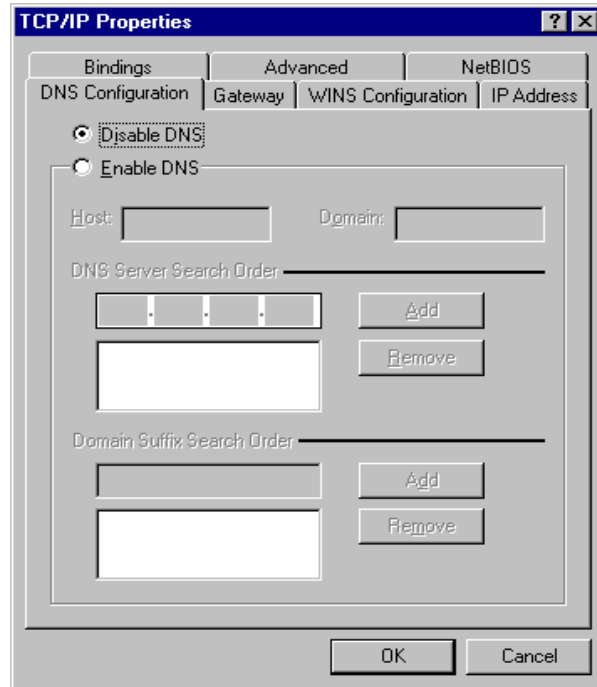 TCP/IP Properties
Bindings Advanced NetBIOS
DNS Configuration Gateway WINS Configuration IP Address
Disable DNS
Enable DNS
Host: Domain:
DNS Server Search Order
. . . Add
Remove
Domain Suffix Search Order
Add
Remove
OK Cancel